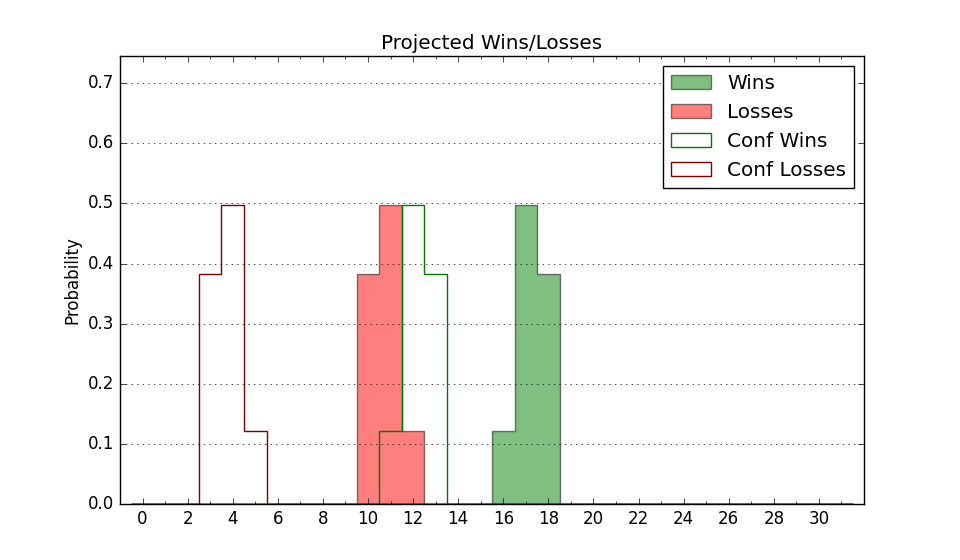 Projected Wins/Losses
Wins
Losses
Conf Wins
Conf Losses
Probability
0.7
0.6
0.5
0.4
0.3
0.2
0.1
0.0
0 2 4 6 8 10 12 14 16 18 20 22 24 26 28 30